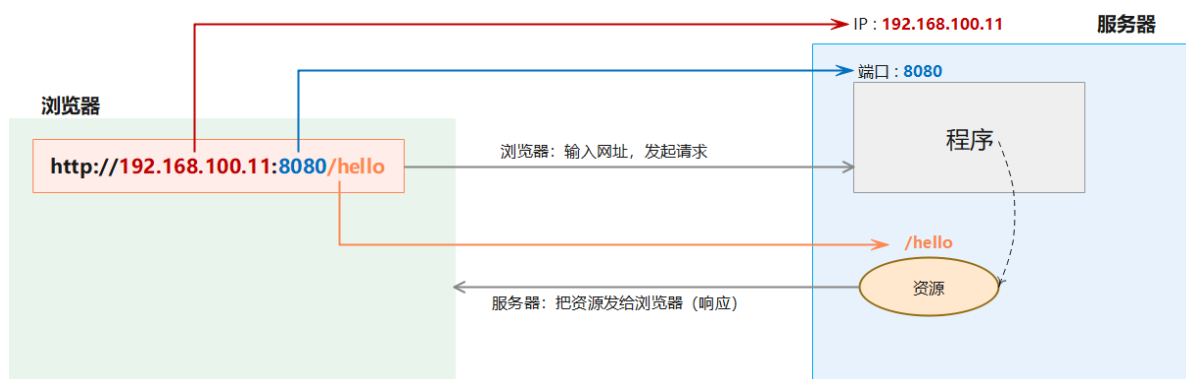 IP : 192.168.100.11
服务器
端口 : 8080
浏览器
程序
http://192.168.100.11:8080/hello
浏览器：输入网址，发起请求
/hello
资源
服务器：把资源发给浏览器（响应）